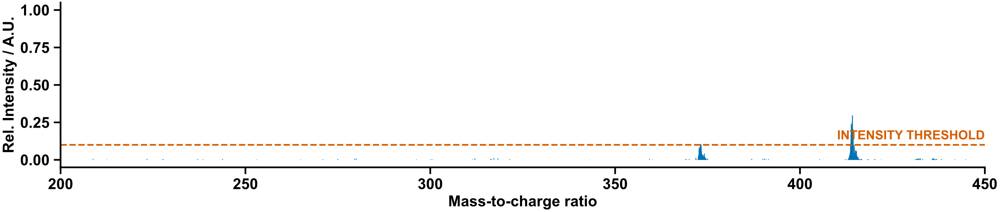 Rel. Intensity / A.U.
1.00
0.75
0.50
0.25
0.00
INTENSITY THRESHOLD
200 250 300 350 400 450
Mass-to-charge ratio